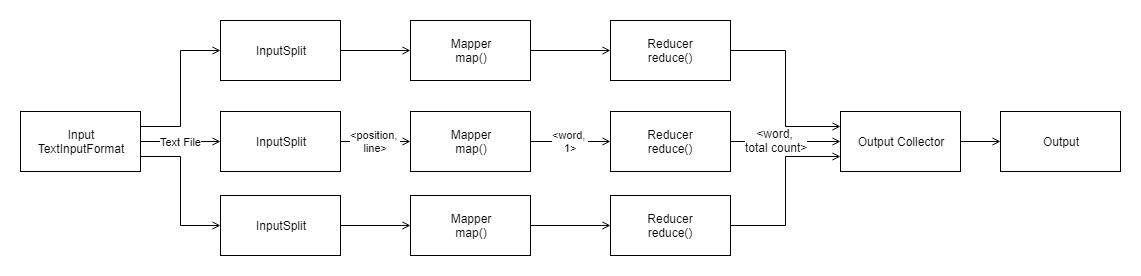 InputSplit
Mapper
map()
Reducer
reduce()
Input
TextInputFormat
Text File
InputSplit
<position,
line>
Mapper
map()
<word,
1>
Reducer
reduce()
<word,
total count>
Output Collector
Output
InputSplit
Mapper
map()
Reducer
reduce()